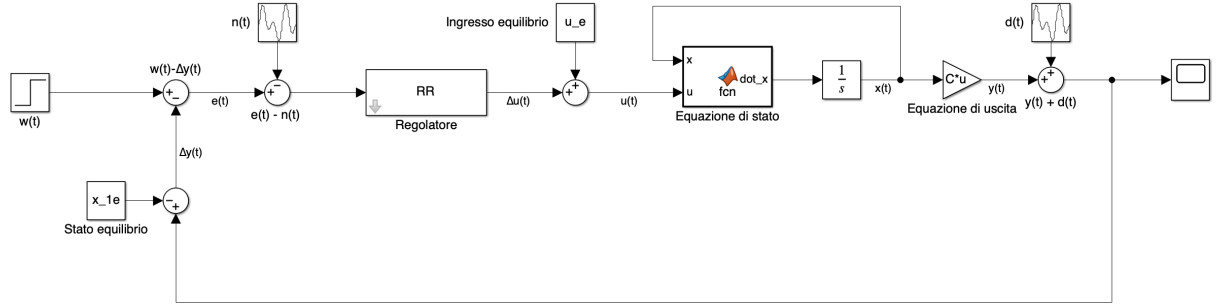 n(t)
Ingresso equilibrio
u_e
d(t)
w(t)-Δy(t)
+
−
−
+
+
+
x
u
fcn
dot_x
1
s
C*u
+
+
RR
w(t)
e(t)
e(t) - n(t)
Regolatore
Δu(t)
u(t)
Equazione di stato
x(t)
Equazione di uscita
y(t)
y(t) + d(t)
Δy(t)
x_1e
−
+
Stato equilibrio